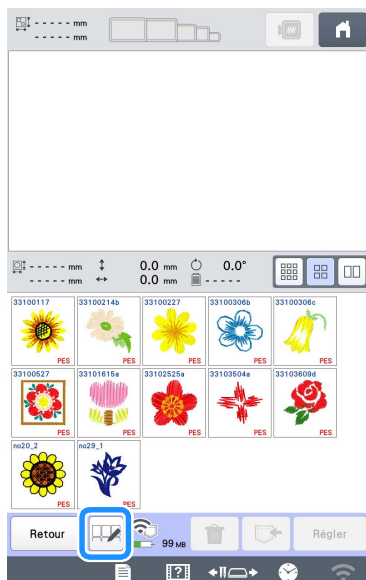 - - - - - mm
- - - - - mm
- - - - - mm
- - - - - mm
0.0 mm
0.0 mm
0.0°
- - - - -
33100117 33100214b 33100227 33100306b 33100306c
PES PES PES PES PES
33100527 33101615a 33102525a 33103504a 33103609d
PES PES PES PES PES
no20_2 no29_1
PES PES
Retour 99 MB Régler
?